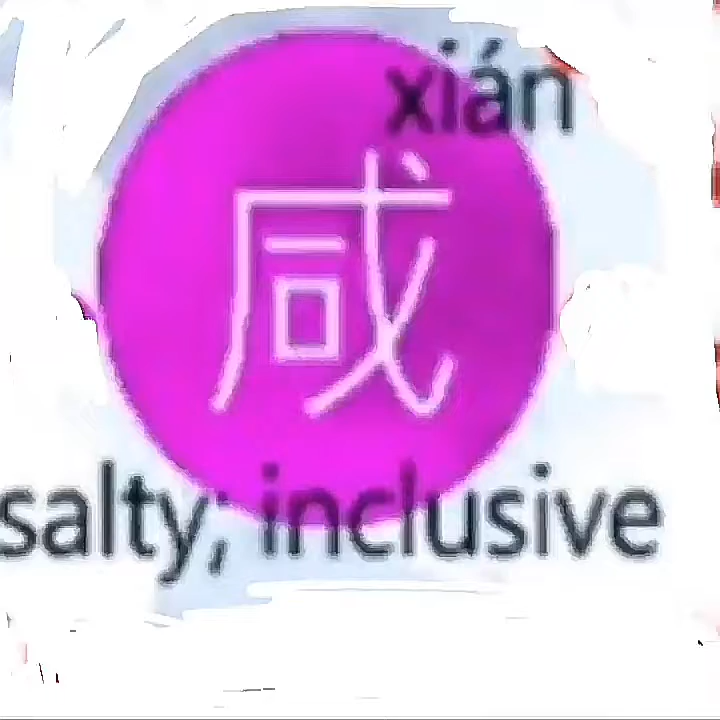 xián
咸
salty; inclusive